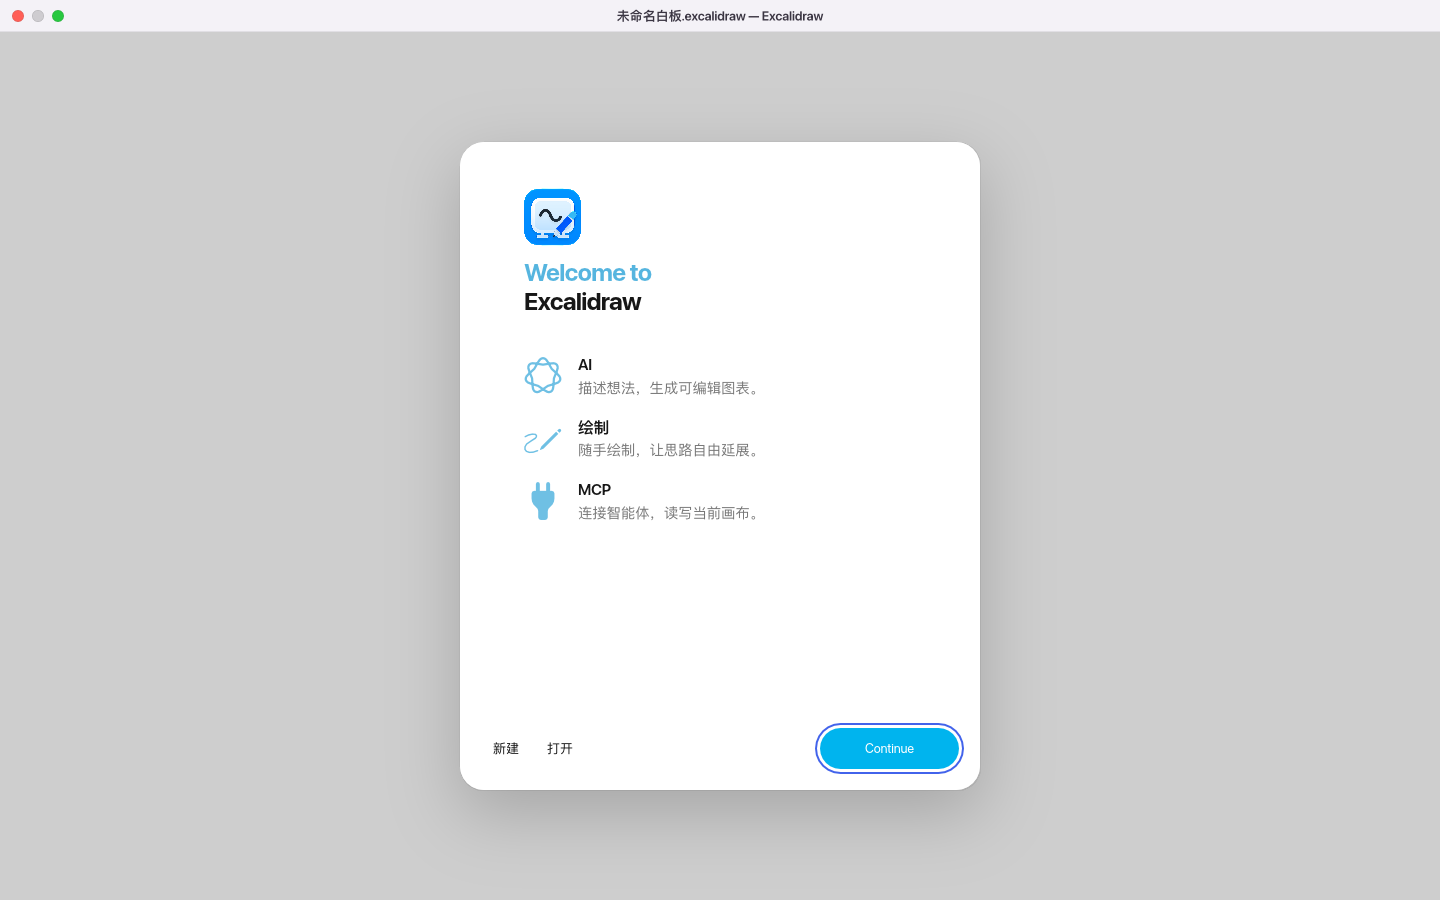 未命名白板.excalidraw — Excalidraw
Welcome to
Excalidraw
AI
描述想法，生成可编辑图表。
绘制
随手绘制，让思路自由延展。
MCP
连接智能体，读写当前画布。
新建
打开
Continue